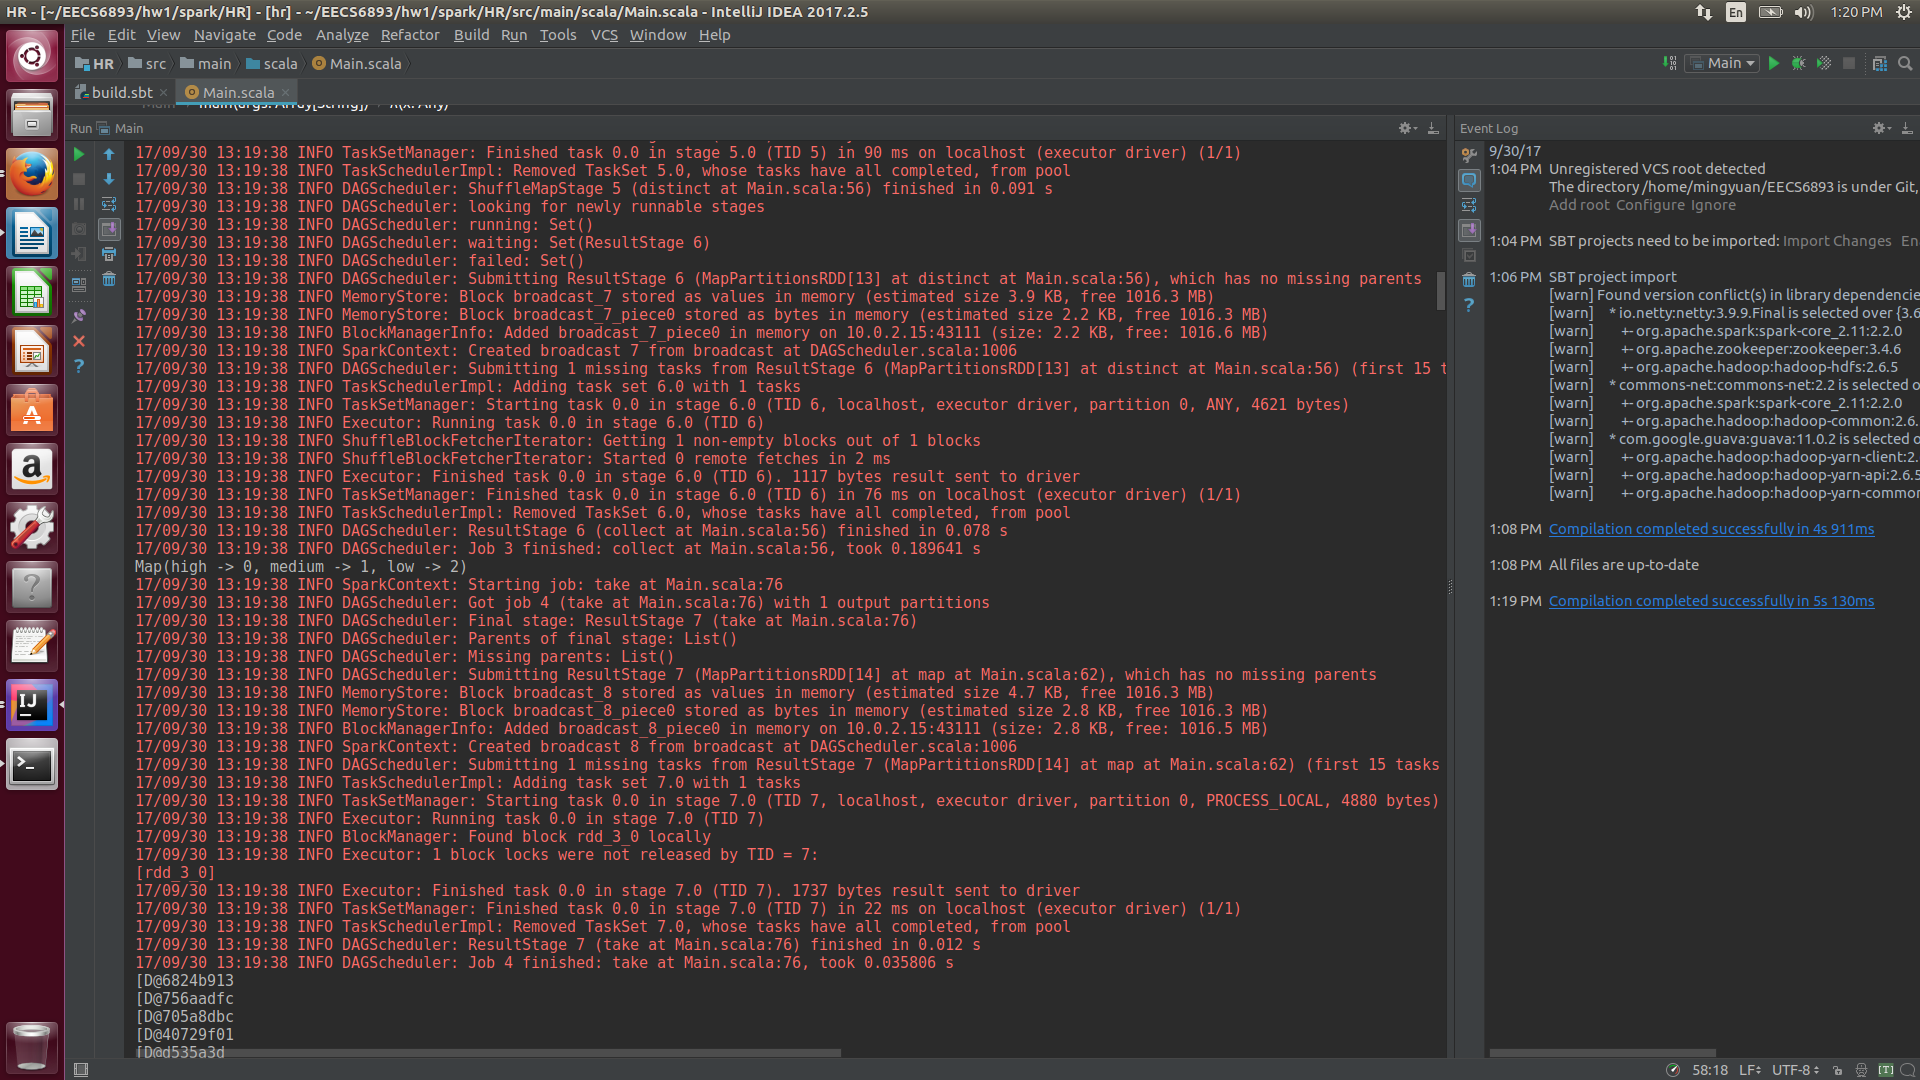 HR - [~/EECS6893/hw1/spark/HR] - [hr] - ~/EECS6893/hw1/spark/HR/src/main/scala/Main.scala - IntelliJ IDEA 2017.2.5
En
1:20 PM
File Edit View Navigate Code Analyze Refactor Build Run Tools VCS Window Help
HR src main scala Main.scala
Main
build.sbt
Main.scala
Run Main
17/09/30 13:19:38 INFO TaskSetManager: Finished task 0.0 in stage 5.0 (TID 5) in 90 ms on localhost (executor driver) (1/1)
17/09/30 13:19:38 INFO TaskSchedulerImpl: Removed TaskSet 5.0, whose tasks have all completed, from pool
17/09/30 13:19:38 INFO DAGScheduler: ShuffleMapStage 5 (distinct at Main.scala:56) finished in 0.091 s
17/09/30 13:19:38 INFO DAGScheduler: looking for newly runnable stages
17/09/30 13:19:38 INFO DAGScheduler: running: Set()
17/09/30 13:19:38 INFO DAGScheduler: waiting: Set(ResultStage 6)
17/09/30 13:19:38 INFO DAGScheduler: failed: Set()
17/09/30 13:19:38 INFO DAGScheduler: Submitting ResultStage 6 (MapPartitionsRDD[13] at distinct at Main.scala:56), which has no missing parents
17/09/30 13:19:38 INFO MemoryStore: Block broadcast_7 stored as values in memory (estimated size 3.9 KB, free 1016.3 MB)
17/09/30 13:19:38 INFO MemoryStore: Block broadcast_7_piece0 stored as bytes in memory (estimated size 2.2 KB, free 1016.3 MB)
17/09/30 13:19:38 INFO BlockManagerInfo: Added broadcast_7_piece0 in memory on 10.0.2.15:43111 (size: 2.2 KB, free: 1016.6 MB)
17/09/30 13:19:38 INFO SparkContext: Created broadcast 7 from broadcast at DAGScheduler.scala:1006
17/09/30 13:19:38 INFO DAGScheduler: Submitting 1 missing tasks from ResultStage 6 (MapPartitionsRDD[13] at distinct at Main.scala:56) (first 15 t
17/09/30 13:19:38 INFO TaskSchedulerImpl: Adding task set 6.0 with 1 tasks
17/09/30 13:19:38 INFO TaskSetManager: Starting task 0.0 in stage 6.0 (TID 6, localhost, executor driver, partition 0, ANY, 4621 bytes)
17/09/30 13:19:38 INFO Executor: Running task 0.0 in stage 6.0 (TID 6)
17/09/30 13:19:38 INFO ShuffleBlockFetcherIterator: Getting 1 non-empty blocks out of 1 blocks
17/09/30 13:19:38 INFO ShuffleBlockFetcherIterator: Started 0 remote fetches in 2 ms
17/09/30 13:19:38 INFO Executor: Finished task 0.0 in stage 6.0 (TID 6). 1117 bytes result sent to driver
17/09/30 13:19:38 INFO TaskSetManager: Finished task 0.0 in stage 6.0 (TID 6) in 76 ms on localhost (executor driver) (1/1)
17/09/30 13:19:38 INFO TaskSchedulerImpl: Removed TaskSet 6.0, whose tasks have all completed, from pool
17/09/30 13:19:38 INFO DAGScheduler: ResultStage 6 (collect at Main.scala:56) finished in 0.078 s
17/09/30 13:19:38 INFO DAGScheduler: Job 3 finished: collect at Main.scala:56, took 0.189641 s
Map(high -> 0, medium -> 1, low -> 2)
17/09/30 13:19:38 INFO SparkContext: Starting job: take at Main.scala:76
17/09/30 13:19:38 INFO DAGScheduler: Got job 4 (take at Main.scala:76) with 1 output partitions
17/09/30 13:19:38 INFO DAGScheduler: Final stage: ResultStage 7 (take at Main.scala:76)
17/09/30 13:19:38 INFO DAGScheduler: Parents of final stage: List()
17/09/30 13:19:38 INFO DAGScheduler: Missing parents: List()
17/09/30 13:19:38 INFO DAGScheduler: Submitting ResultStage 7 (MapPartitionsRDD[14] at map at Main.scala:62), which has no missing parents
17/09/30 13:19:38 INFO MemoryStore: Block broadcast_8 stored as values in memory (estimated size 4.7 KB, free 1016.3 MB)
17/09/30 13:19:38 INFO MemoryStore: Block broadcast_8_piece0 stored as bytes in memory (estimated size 2.8 KB, free 1016.3 MB)
17/09/30 13:19:38 INFO BlockManagerInfo: Added broadcast_8_piece0 in memory on 10.0.2.15:43111 (size: 2.8 KB, free: 1016.5 MB)
17/09/30 13:19:38 INFO SparkContext: Created broadcast 8 from broadcast at DAGScheduler.scala:1006
17/09/30 13:19:38 INFO DAGScheduler: Submitting 1 missing tasks from ResultStage 7 (MapPartitionsRDD[14] at map at Main.scala:62) (first 15 tasks
17/09/30 13:19:38 INFO TaskSchedulerImpl: Adding task set 7.0 with 1 tasks
17/09/30 13:19:38 INFO TaskSetManager: Starting task 0.0 in stage 7.0 (TID 7, localhost, executor driver, partition 0, PROCESS_LOCAL, 4880 bytes)
17/09/30 13:19:38 INFO Executor: Running task 0.0 in stage 7.0 (TID 7)
17/09/30 13:19:38 INFO BlockManager: Found block rdd_3_0 locally
17/09/30 13:19:38 INFO Executor: 1 block locks were not released by TID = 7:
[rdd_3_0]
17/09/30 13:19:38 INFO Executor: Finished task 0.0 in stage 7.0 (TID 7). 1737 bytes result sent to driver
17/09/30 13:19:38 INFO TaskSetManager: Finished task 0.0 in stage 7.0 (TID 7) in 22 ms on localhost (executor driver) (1/1)
17/09/30 13:19:38 INFO TaskSchedulerImpl: Removed TaskSet 7.0, whose tasks have all completed, from pool
17/09/30 13:19:38 INFO DAGScheduler: ResultStage 7 (take at Main.scala:76) finished in 0.012 s
17/09/30 13:19:38 INFO DAGScheduler: Job 4 finished: take at Main.scala:76, took 0.035806 s
[D@6824b913
[D@756aadfc
[D@705a8dbc
[D@40729f01
[D@d535a3d
Event Log
9/30/17
1:04 PM Unregistered VCS root detected
The directory /home/mingyuan/EECS6893 is under Git,
Add root Configure Ignore
1:04 PM SBT projects need to be imported: Import Changes En
1:06 PM SBT project import
[warn] Found version conflict(s) in library dependencie
[warn] * io.netty:netty:3.9.9.Final is selected over {3.6
[warn] +- org.apache.spark:spark-core_2.11:2.2.0
[warn] +- org.apache.zookeeper:zookeeper:3.4.6
[warn] +- org.apache.hadoop:hadoop-hdfs:2.6.5
[warn] * commons-net:commons-net:2.2 is selected o
[warn] +- org.apache.spark:spark-core_2.11:2.2.0
[warn] +- org.apache.hadoop:hadoop-common:2.6.
[warn] * com.google.guava:guava:11.0.2 is selected o
[warn] +- org.apache.hadoop:hadoop-yarn-client:2.
[warn] +- org.apache.hadoop:hadoop-yarn-api:2.6.5
[warn] +- org.apache.hadoop:hadoop-yarn-common
1:08 PM Compilation completed successfully in 4s 911ms
1:08 PM All files are up-to-date
1:19 PM Compilation completed successfully in 5s 130ms
58:18 LF UTF-8